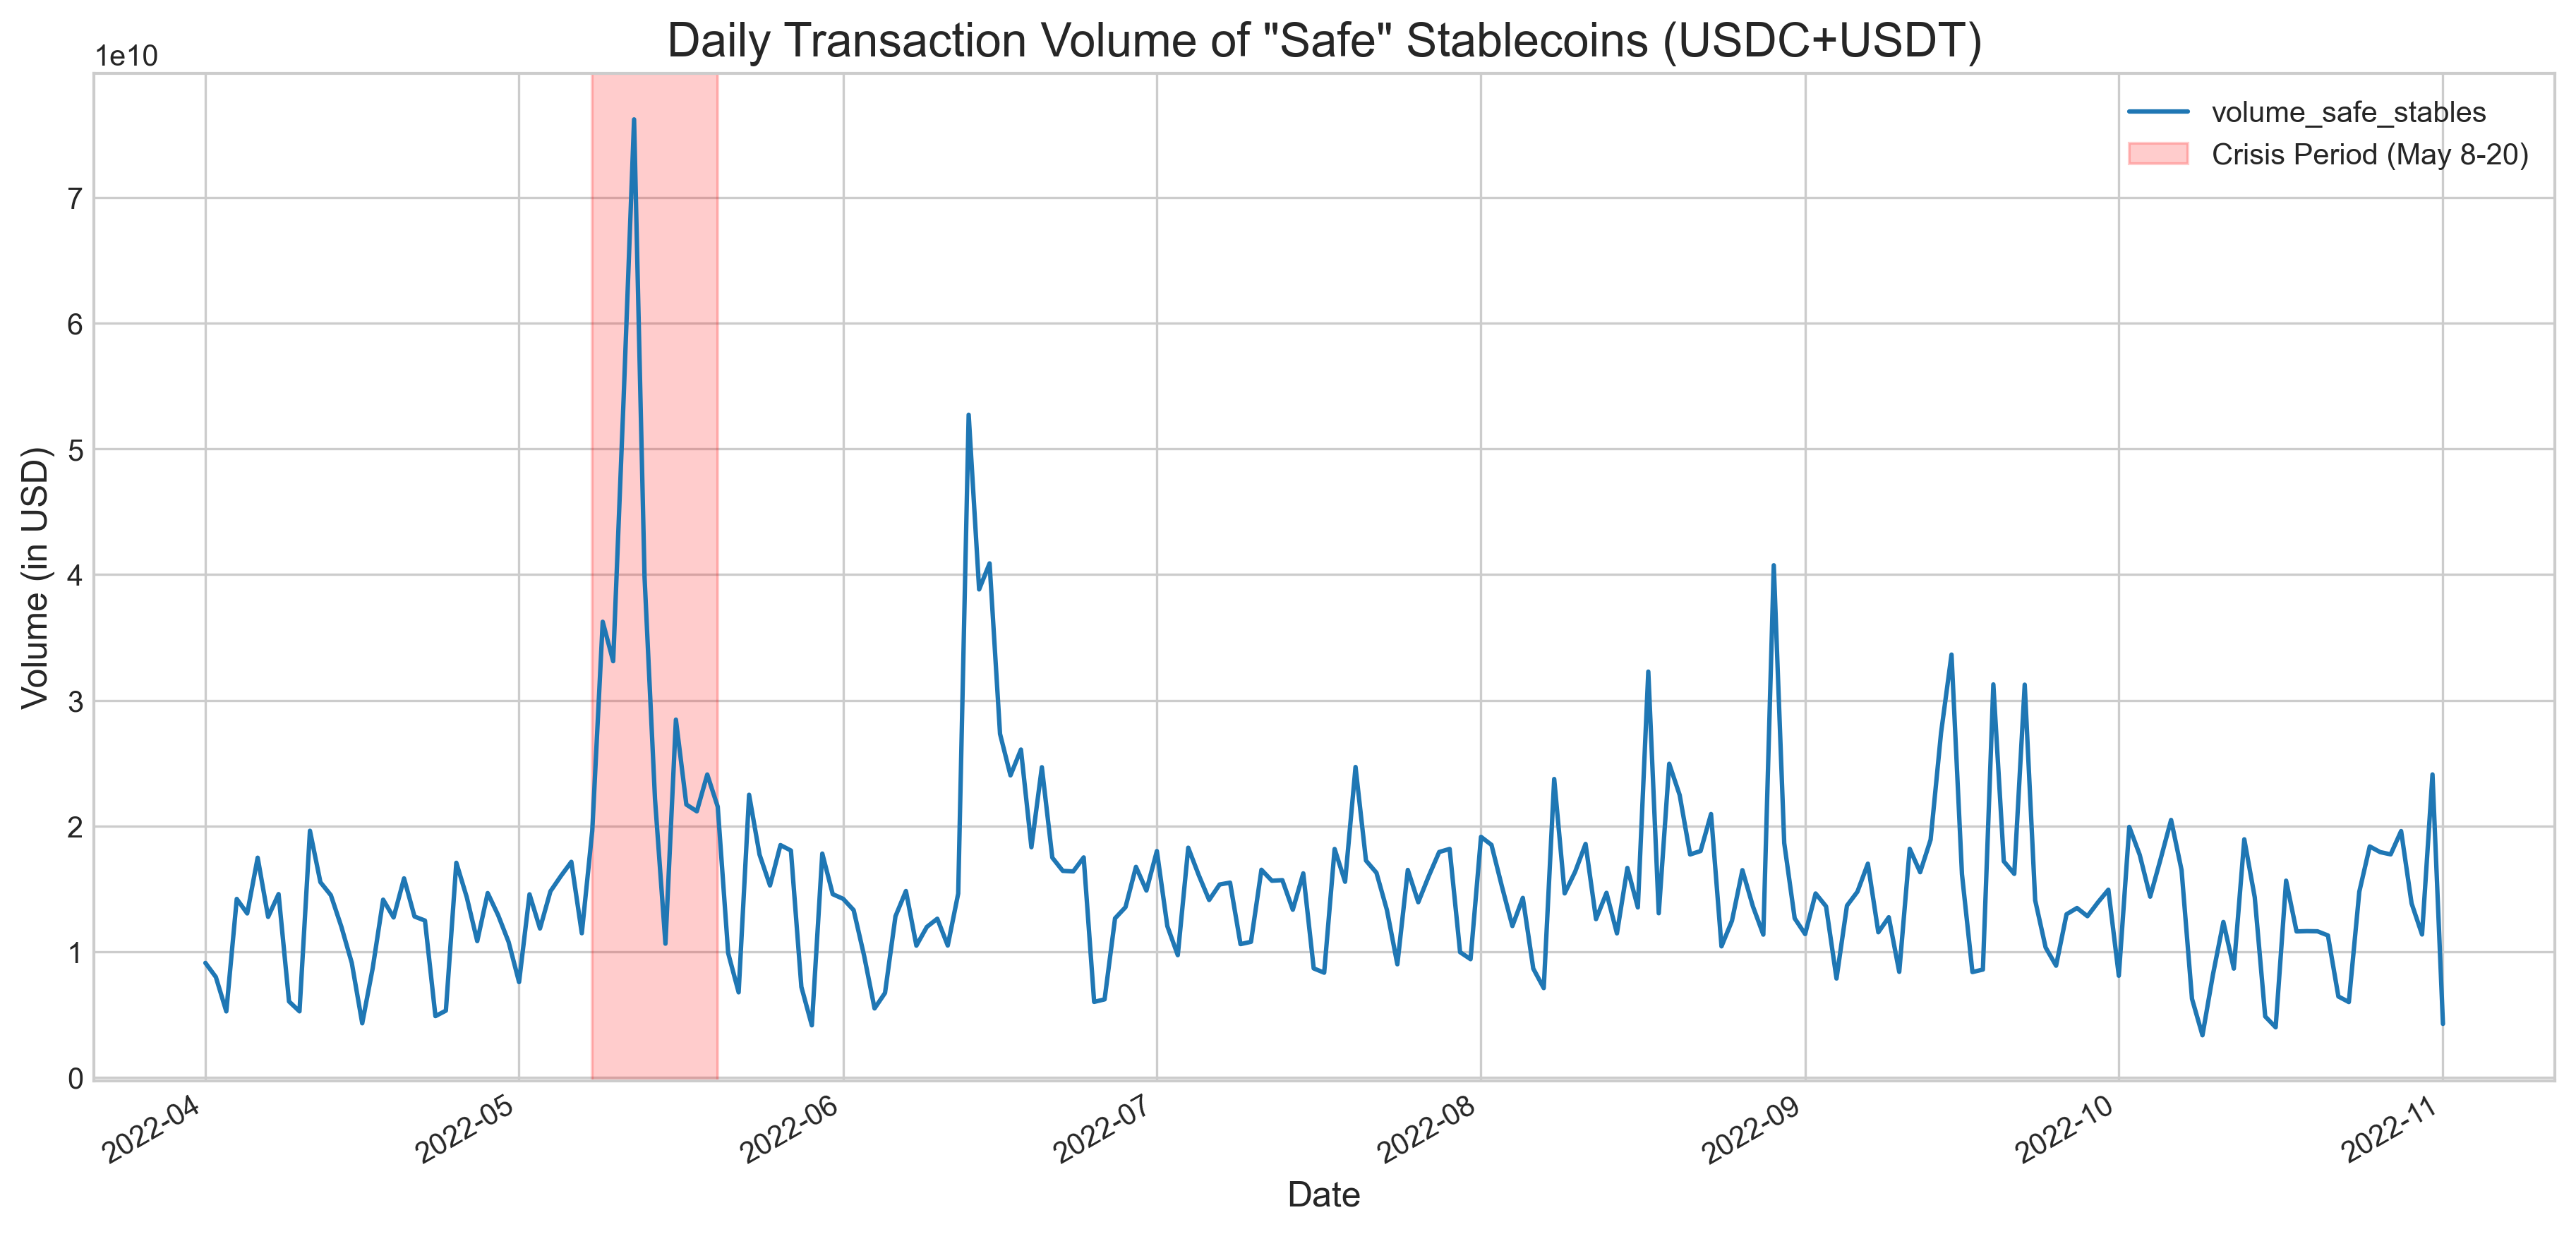 Daily Transaction Volume of "Safe" Stablecoins (USDC+USDT)
1e10
volume_safe_stables
Crisis Period (May 8-20)
7
6
5
4
3
2
1
0
Volume (in USD)
2022-04
2022-05
2022-06
2022-07
2022-08
2022-09
2022-10
2022-11
Date